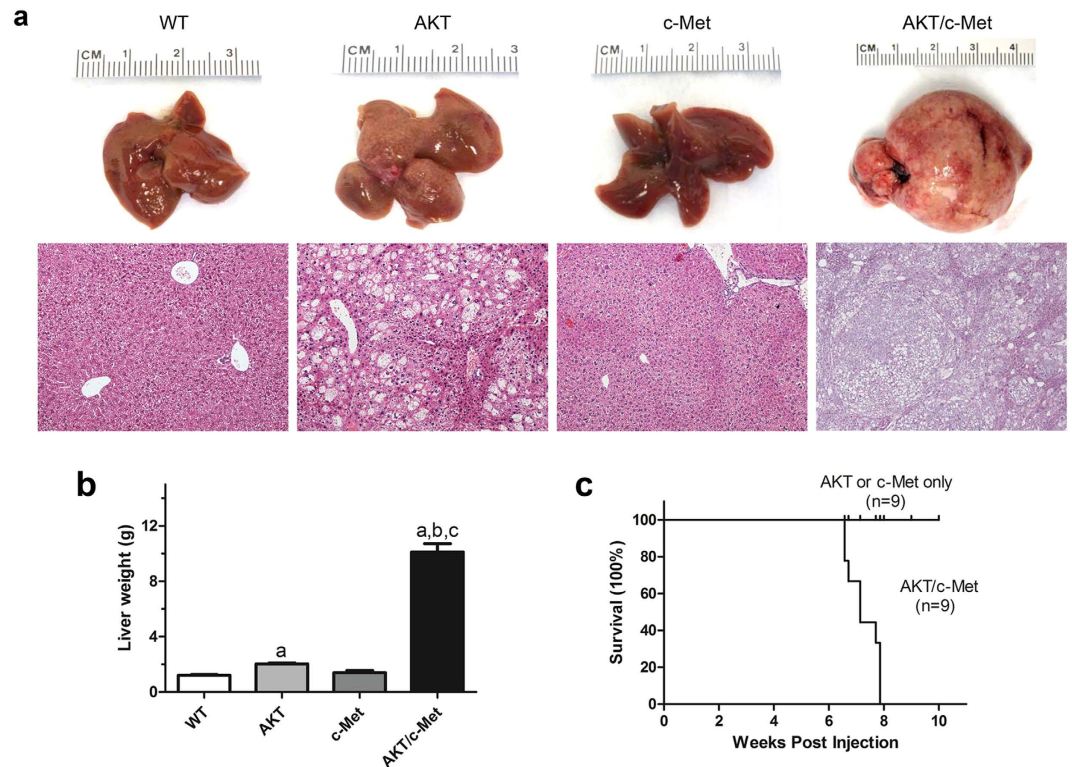 a
WT
AKT
c-Met
AKT/c-Met
CM 1 2 3
CM 1 2 3
CM 1 2 3
CM 1 2 3 4
b
Liver weight (g)
12
8
4
0
a
a,b,c
WT
AKT
c-Met
AKT/c-Met
c
AKT or c-Met only
(n=9)
AKT/c-Met
(n=9)
Survival (100%)
100
80
60
40
20
0
0 2 4 6 8 10
Weeks Post Injection